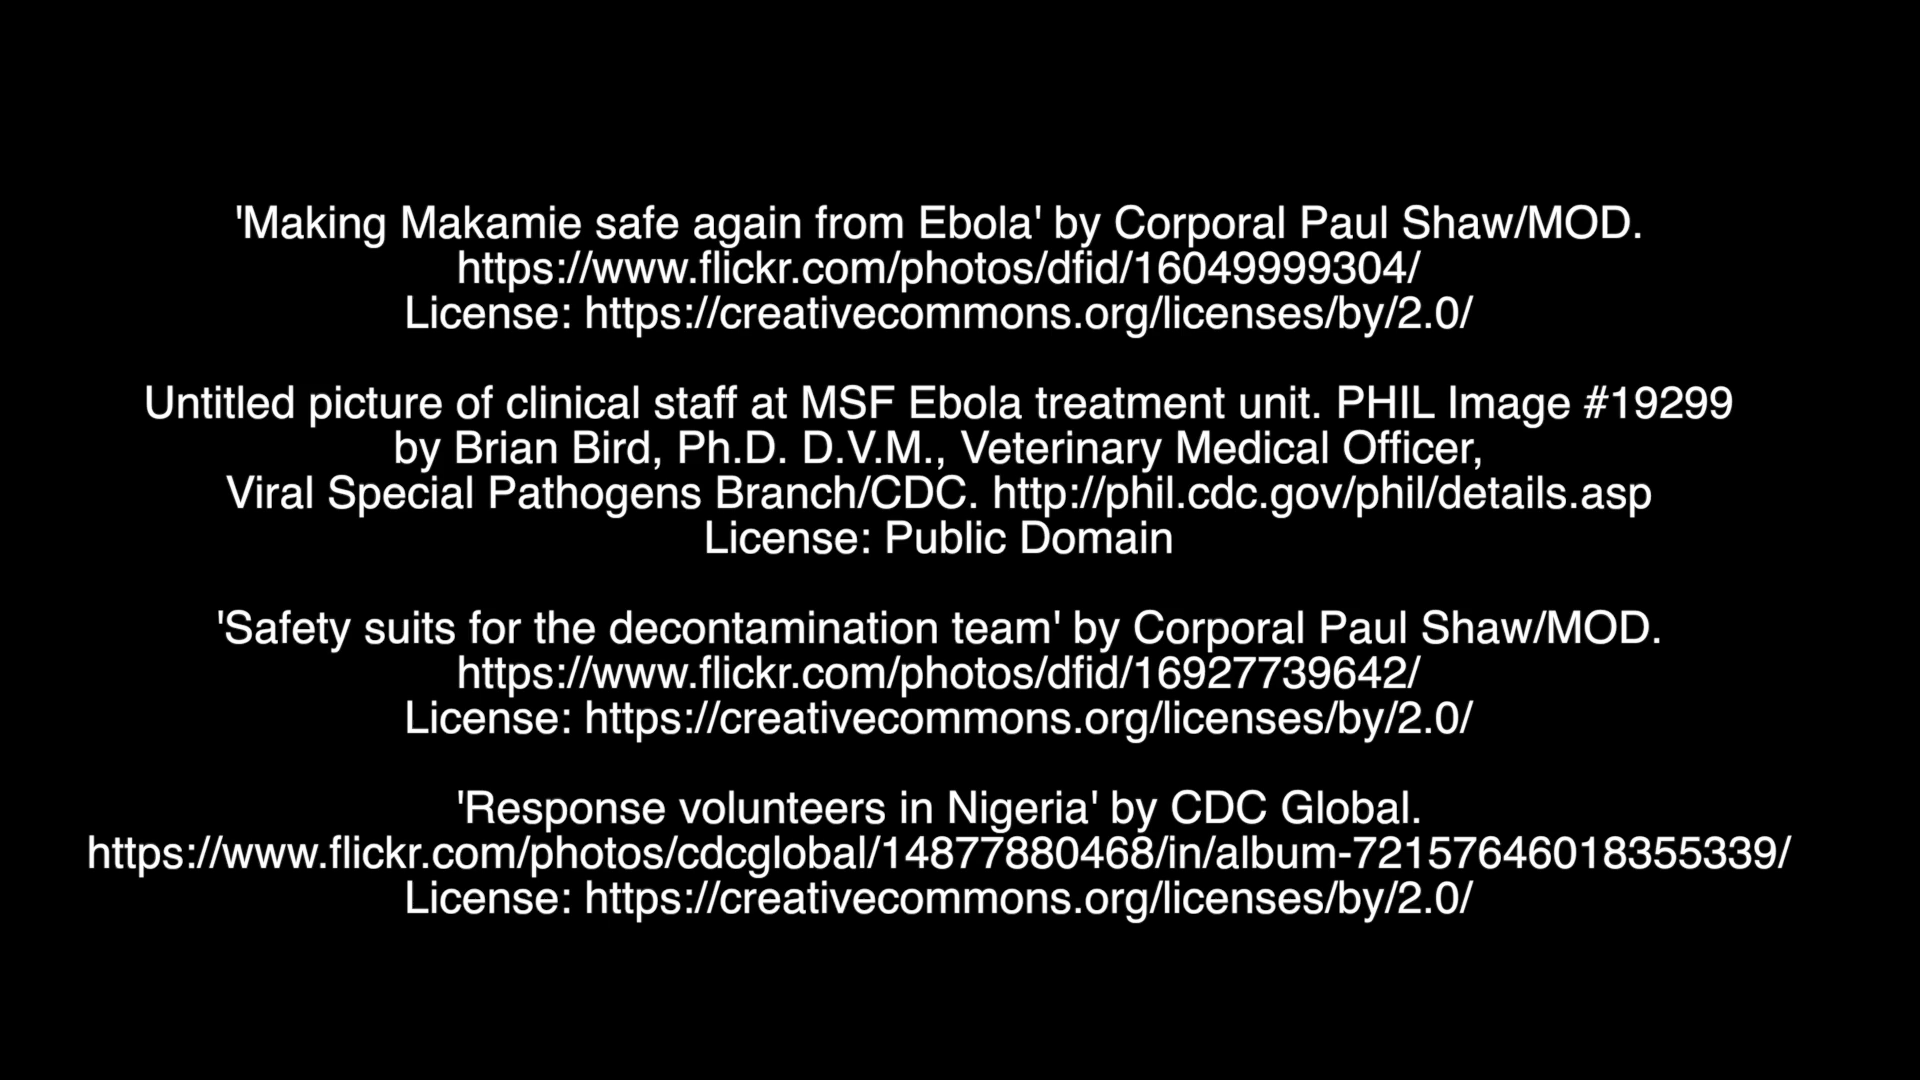 'Making Makamie safe again from Ebola' by Corporal Paul Shaw/MOD.
https://www.flickr.com/photos/dfid/16049999304/
License: https://creativecommons.org/licenses/by/2.0/
Untitled picture of clinical staff at MSF Ebola treatment unit. PHIL Image #19299
by Brian Bird, Ph.D. D.V.M., Veterinary Medical Officer,
Viral Special Pathogens Branch/CDC. http://phil.cdc.gov/phil/details.asp
License: Public Domain
'Safety suits for the decontamination team' by Corporal Paul Shaw/MOD.
https://www.flickr.com/photos/dfid/16927739642/
License: https://creativecommons.org/licenses/by/2.0/
'Response volunteers in Nigeria' by CDC Global.
https://www.flickr.com/photos/cdcglobal/14877880468/in/album-72157646018355339/
License: https://creativecommons.org/licenses/by/2.0/